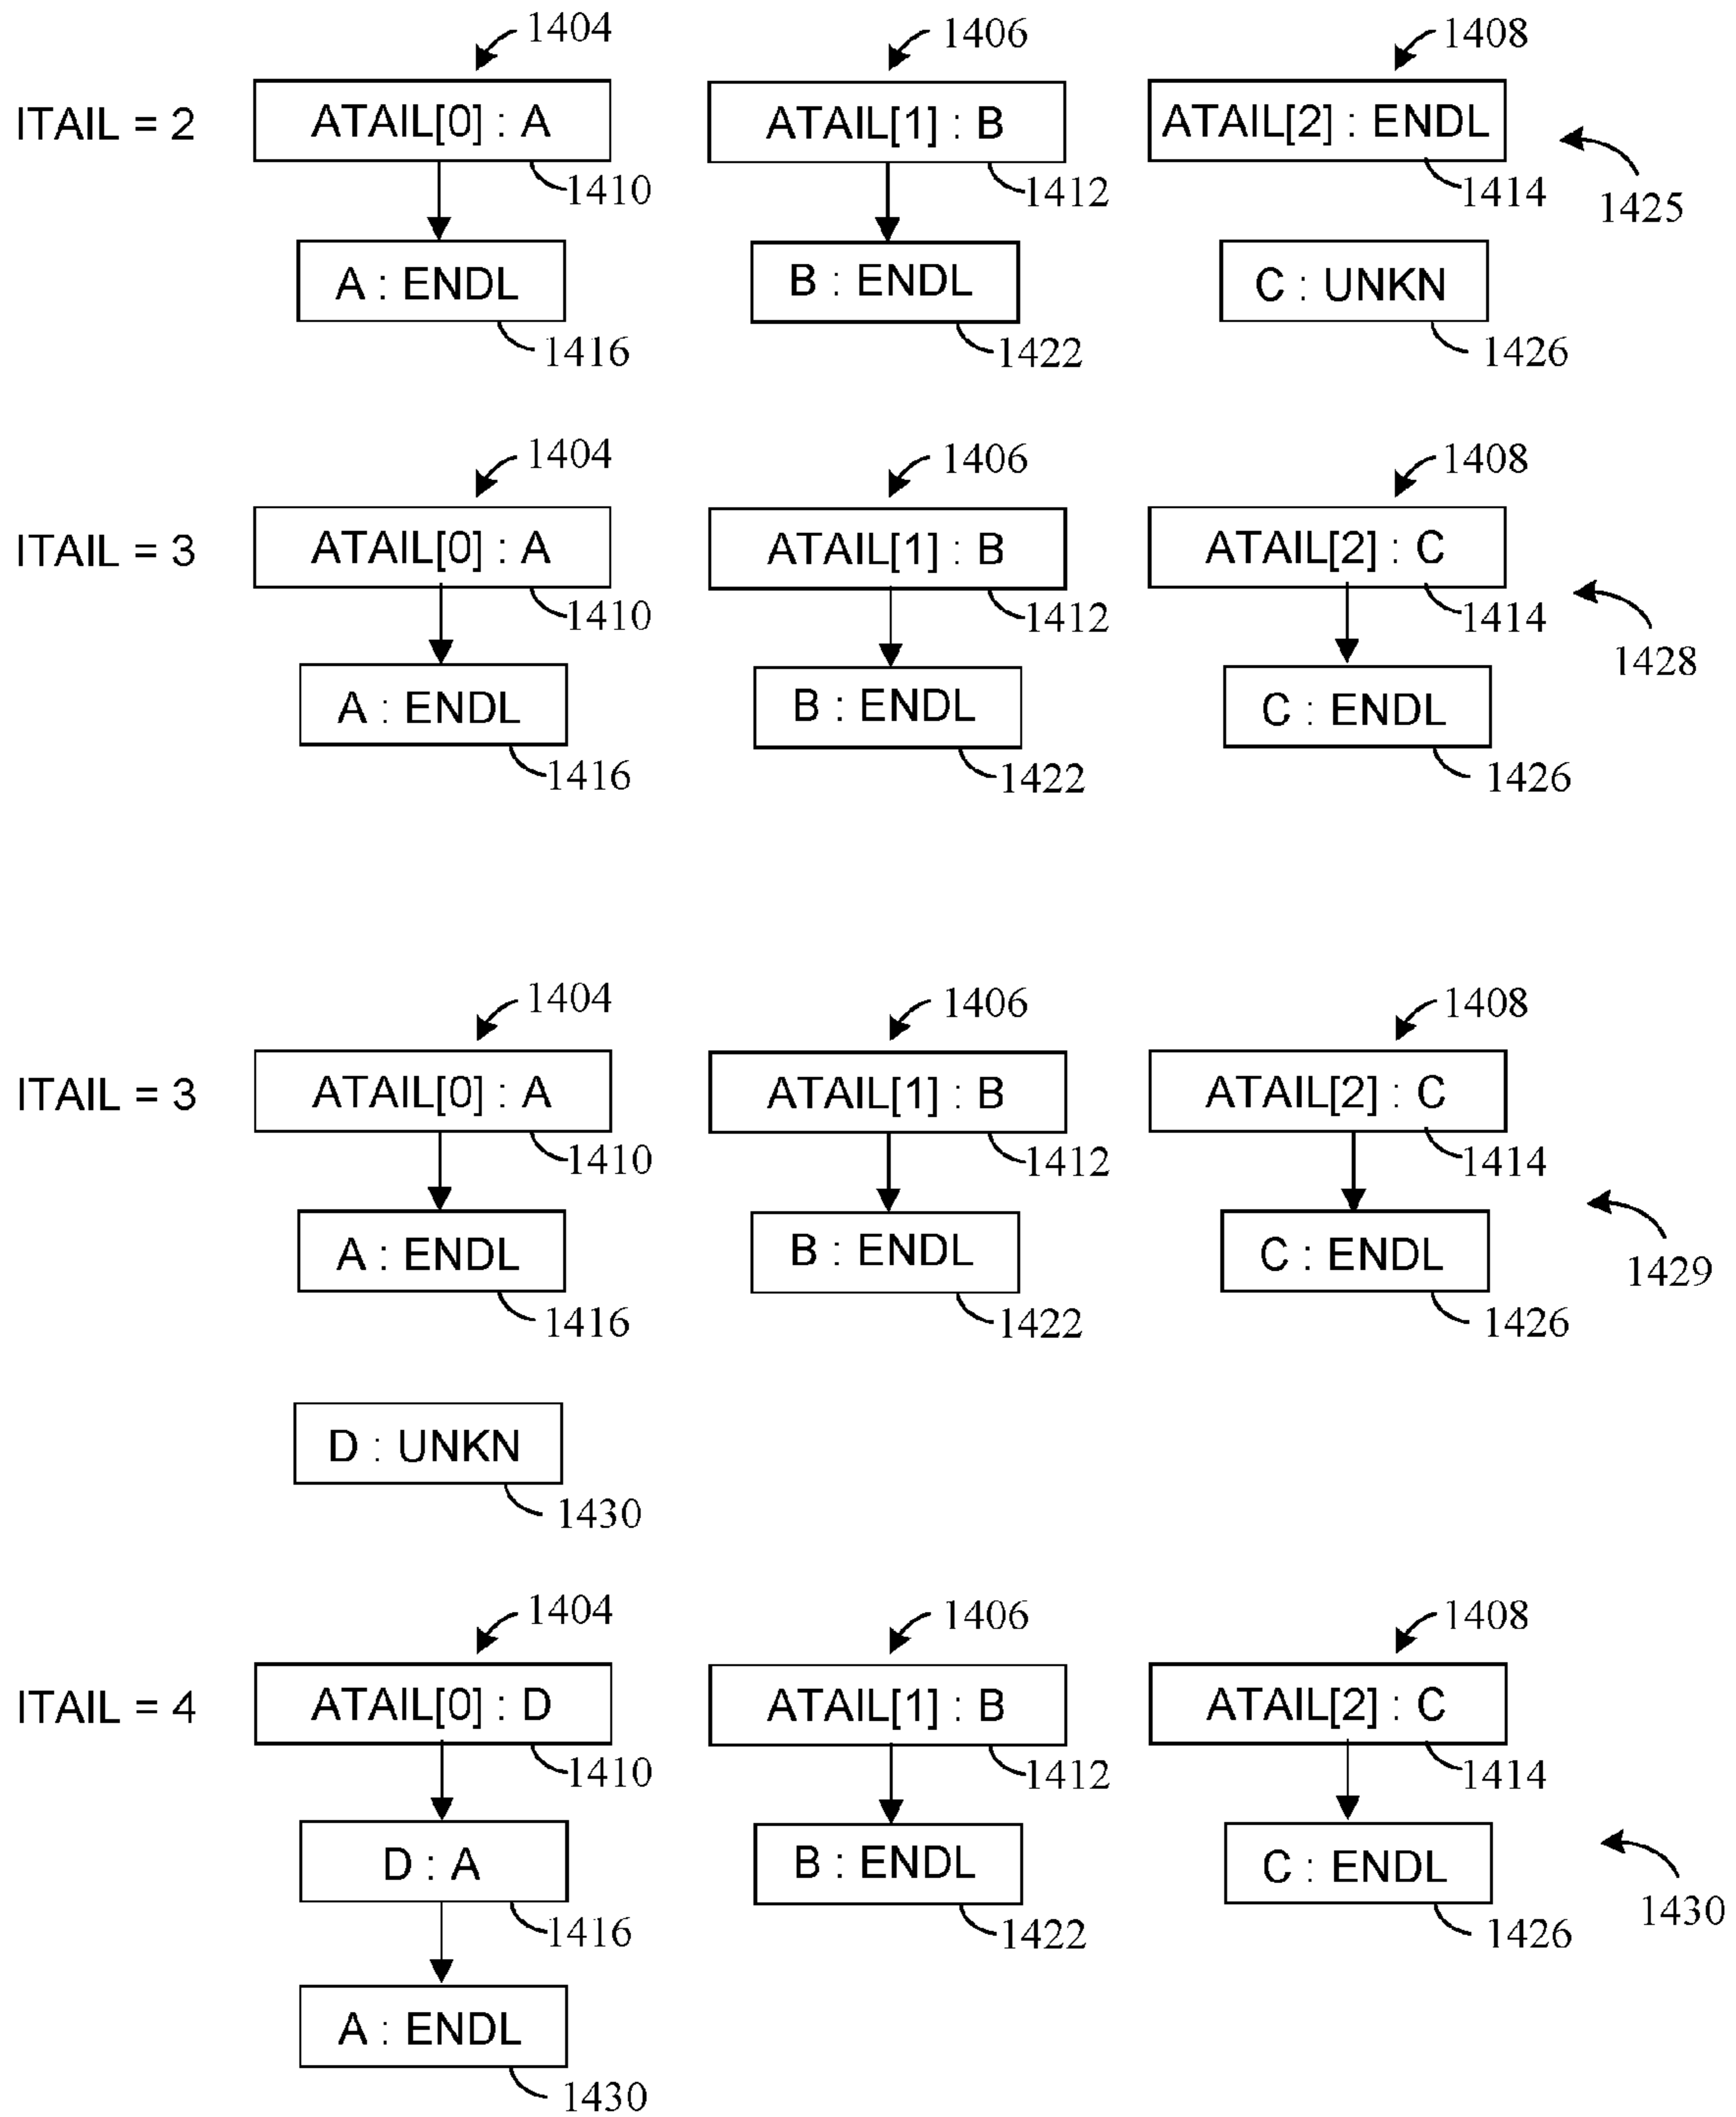 1404 1406 1408
ITAIL = 2 ATAIL[0] : A ATAIL[1] : B ATAIL[2] : ENDL
1410 1412 1414 1425
A : ENDL B : ENDL C : UNKN
1416 1422 1426
1404 1406 1408
ITAIL = 3 ATAIL[0] : A ATAIL[1] : B ATAIL[2] : C
1410 1412 1414 1428
A : ENDL B : ENDL C : ENDL
1416 1422 1426
1404 1406 1408
ITAIL = 3 ATAIL[0] : A ATAIL[1] : B ATAIL[2] : C
1410 1412 1414
A : ENDL B : ENDL C : ENDL 1429
1416 1422 1426
D : UNKN
1430
1404 1406 1408
ITAIL = 4 ATAIL[0] : D ATAIL[1] : B ATAIL[2] : C
1410 1412 1414
D : A B : ENDL C : ENDL 1430
1416 1422 1426
A : ENDL
1430